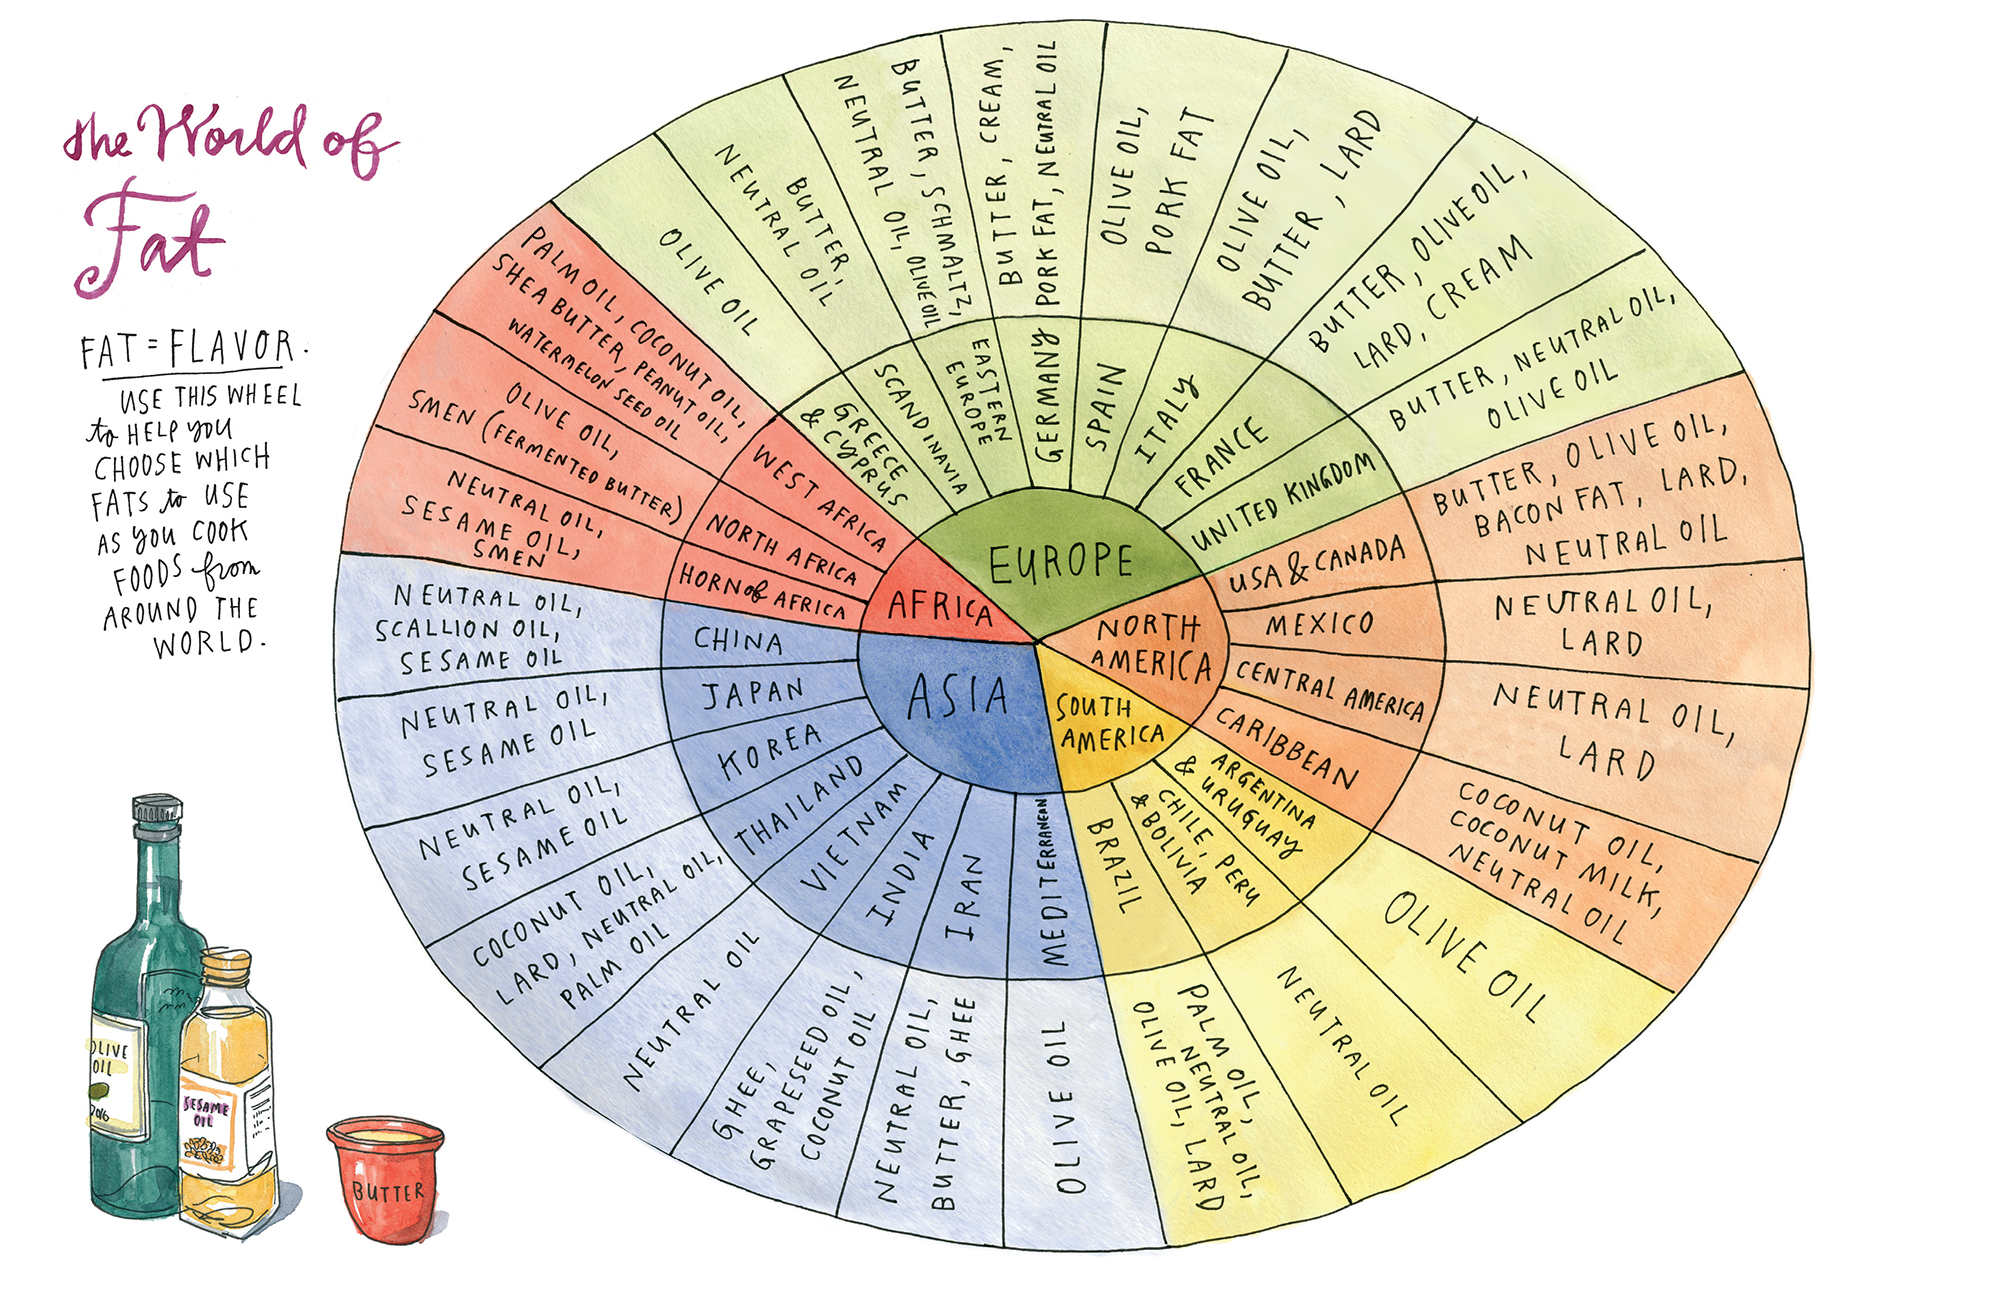 the World of
Fat
FAT = FLAVOR.
USE THIS WHEEL
to HELP YOU
CHOOSE WHICH
FATS to USE
AS YOU COOK
FOODS from
AROUND THE
WORLD.
EUROPE
GREECE
& CYPRUS
OLIVE OIL
SCANDINAVIA
BUTTER,
NEUTRAL OIL
EASTERN
EUROPE
BUTTER, SCHMALTZ,
NEUTRAL OIL, OLIVE OIL
GERMANY
BUTTER, CREAM,
PORK FAT, NEUTRAL OIL
SPAIN
OLIVE OIL,
PORK FAT
ITALY
OLIVE OIL,
BUTTER, LARD
FRANCE
BUTTER, OLIVE OIL,
LARD, CREAM
UNITED KINGDOM
BUTTER, NEUTRAL OIL,
OLIVE OIL
NORTH
AMERICA
USA & CANADA
BUTTER, OLIVE OIL,
BACON FAT, LARD,
NEUTRAL OIL
MEXICO
NEUTRAL OIL,
LARD
CENTRAL AMERICA
NEUTRAL OIL,
LARD
CARIBBEAN
COCONUT OIL,
COCONUT MILK,
NEUTRAL OIL
SOUTH
AMERICA
ARGENTINA
& URUGUAY
OLIVE OIL
CHILE, PERU
& BOLIVIA
NEUTRAL OIL
BRAZIL
PALM OIL,
NEUTRAL OIL,
OLIVE OIL, LARD
ASIA
MEDITERRANEAN
OLIVE OIL
IRAN
NEUTRAL OIL,
BUTTER, GHEE
INDIA
GHEE,
GRAPESEED OIL,
COCONUT OIL
VIETNAM
NEUTRAL OIL
THAILAND
COCONUT OIL,
LARD, NEUTRAL OIL,
PALM OIL
KOREA
NEUTRAL OIL,
SESAME OIL
JAPAN
NEUTRAL OIL,
SESAME OIL
CHINA
NEUTRAL OIL,
SCALLION OIL,
SESAME OIL
AFRICA
HORN of AFRICA
NEUTRAL OIL,
SESAME OIL,
SMEN
NORTH AFRICA
OLIVE OIL,
SMEN (FERMENTED BUTTER)
WEST AFRICA
PALM OIL, COCONUT OIL,
SHEA BUTTER, PEANUT OIL,
WATERMELON SEED OIL
OLIVE
OIL
2016
SESAME
OIL
BUTTER